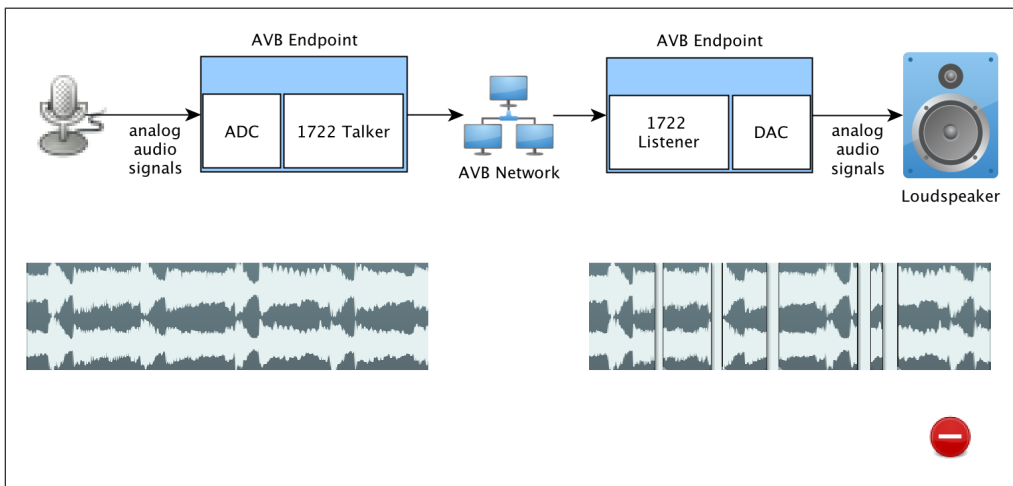 AVB Endpoint
AVB Endpoint
ADC
1722 Talker
1722
Listener
DAC
analog
audio
signals
analog
audio
signals
AVB Network
Loudspeaker